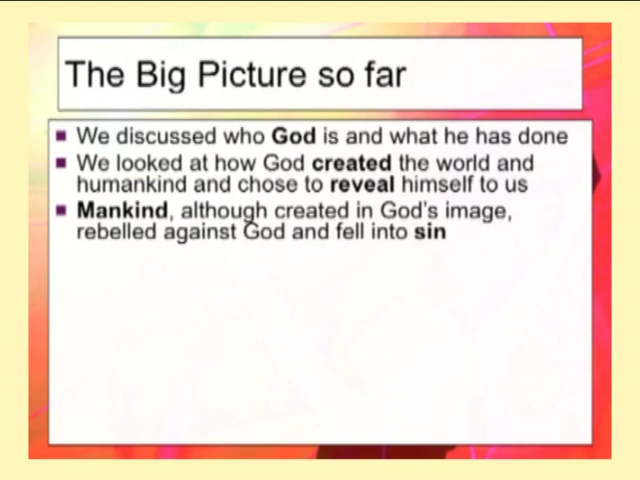 The Big Picture so far
We discussed who God is and what he has done
We looked at how God created the world and
humankind and chose to reveal himself to us
Mankind, although created in God's image,
rebelled against God and fell into sin